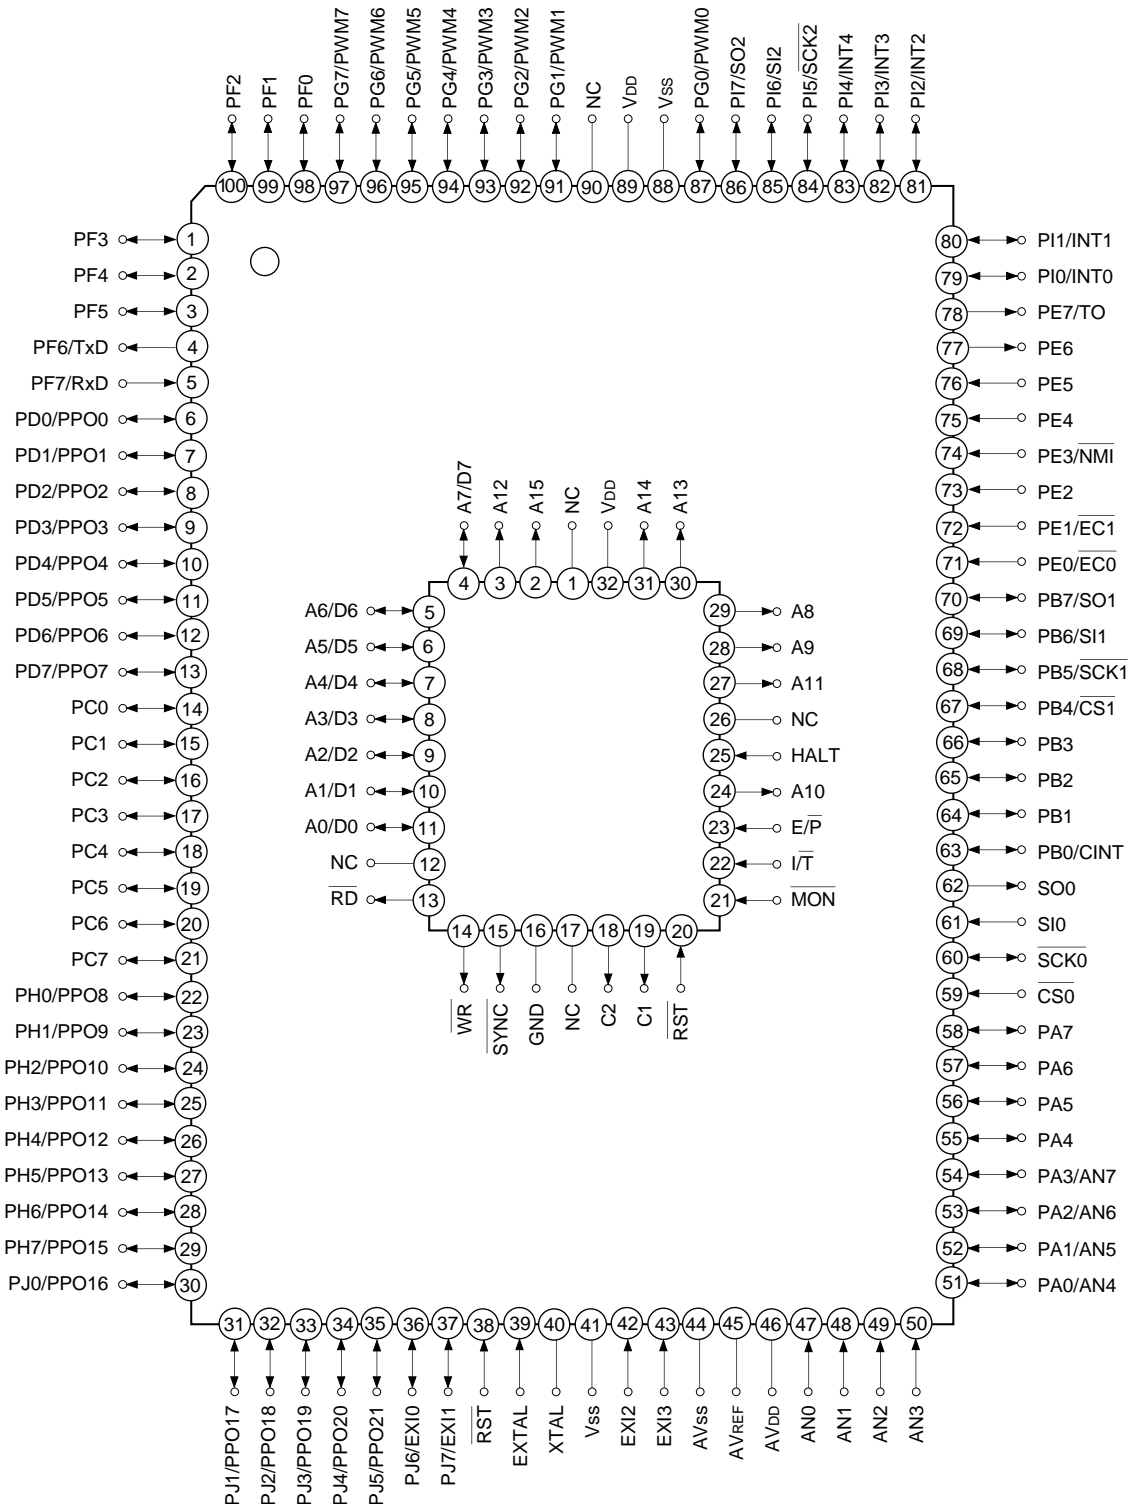 PF2
PF1
PF0
PG7/PWM7
PG6/PWM6
PG5/PWM5
PG4/PWM4
PG3/PWM3
PG2/PWM2
PG1/PWM1
NC
VDD
VSS
PG0/PWM0
PI7/SO2
PI6/SI2
PI5/S̅C̅K̅2̅
PI4/INT4
PI3/INT3
PI2/INT2
100 99 98 97 96 95 94 93 92 91 90 89 88 87 86 85 84 83 82 81
PF3 1
PF4 2
PF5 3
PF6/TxD 4
PF7/RxD 5
PD0/PPO0 6
PD1/PPO1 7
PD2/PPO2 8
PD3/PPO3 9
PD4/PPO4 10
PD5/PPO5 11
PD6/PPO6 12
PD7/PPO7 13
PC0 14
PC1 15
PC2 16
PC3 17
PC4 18
PC5 19
PC6 20
PC7 21
PH0/PPO8 22
PH1/PPO9 23
PH2/PPO10 24
PH3/PPO11 25
PH4/PPO12 26
PH5/PPO13 27
PH6/PPO14 28
PH7/PPO15 29
PJ0/PPO16 30
A7/D7
A12
A15
NC
VDD
A14
A13
4 3 2 1 32 31 30
A6/D6 5
A5/D5 6
A4/D4 7
A3/D3 8
A2/D2 9
A1/D1 10
A0/D0 11
NC 12
R̅D̅ 13
29 A8
28 A9
27 A11
26 NC
25 HALT
24 A10
23 E/P̅
22 I/T̅
21 M̅O̅N̅
14 15 16 17 18 19 20
W̅R̅
S̅Y̅N̅C̅
GND
NC
C2
C1
R̅S̅T̅
80 PI1/INT1
79 PI0/INT0
78 PE7/TO
77 PE6
76 PE5
75 PE4
74 PE3/N̅M̅I̅
73 PE2
72 PE1/E̅C̅1̅
71 PE0/E̅C̅0̅
70 PB7/SO1
69 PB6/SI1
68 PB5/S̅C̅K̅1̅
67 PB4/C̅S̅1̅
66 PB3
65 PB2
64 PB1
63 PB0/CINT
62 SO0
61 SI0
60 S̅C̅K̅0̅
59 C̅S̅0̅
58 PA7
57 PA6
56 PA5
55 PA4
54 PA3/AN7
53 PA2/AN6
52 PA1/AN5
51 PA0/AN4
31 32 33 34 35 36 37 38 39 40 41 42 43 44 45 46 47 48 49 50
PJ1/PPO17
PJ2/PPO18
PJ3/PPO19
PJ4/PPO20
PJ5/PPO21
PJ6/EXI0
PJ7/EXI1
R̅S̅T̅
EXTAL
XTAL
Vss
EXI2
EXI3
AVss
AVREF
AVDD
AN0
AN1
AN2
AN3